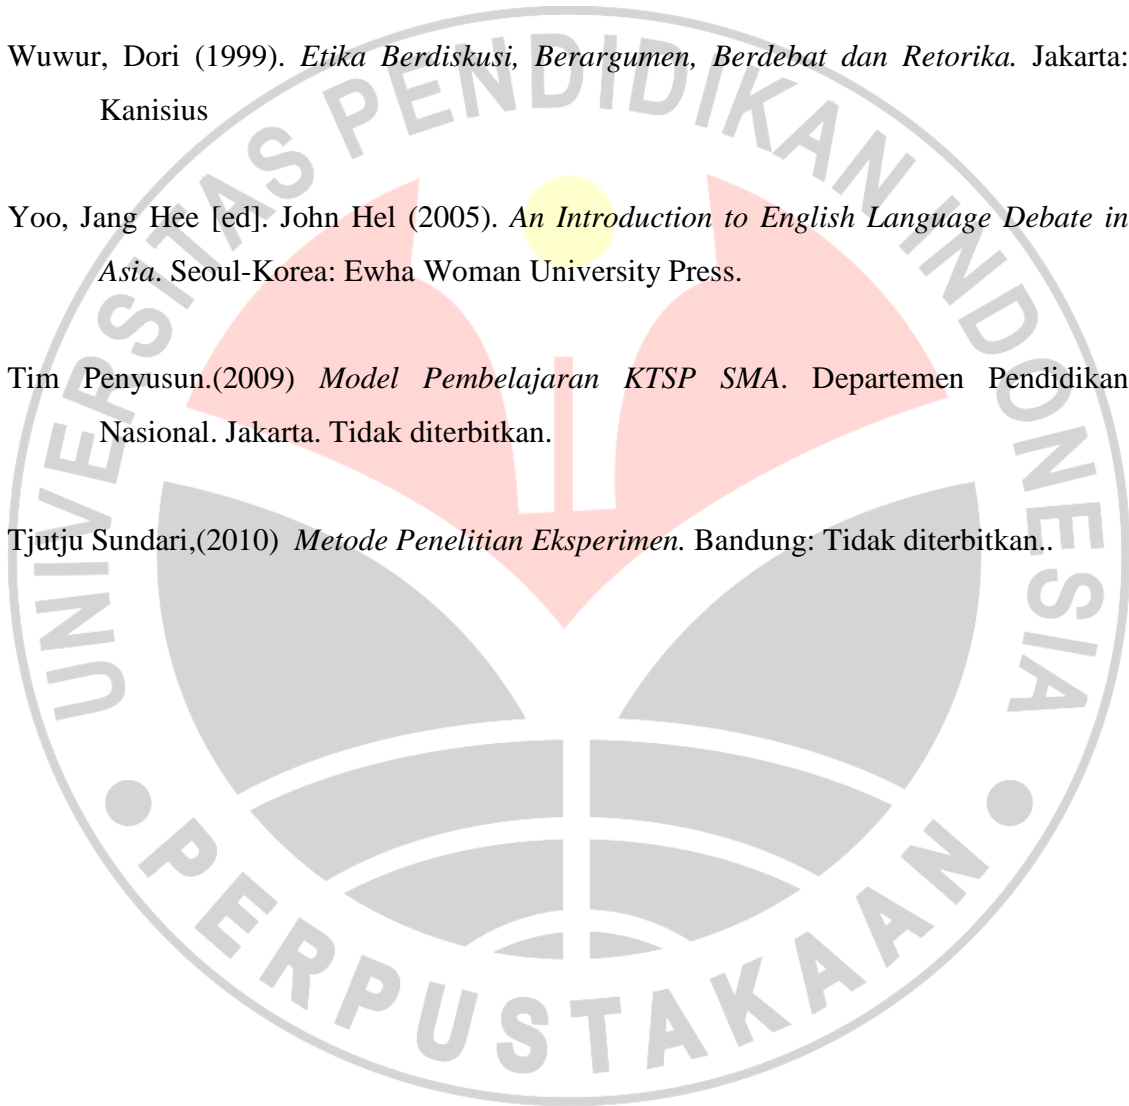 Wuwur, Dori (1999). Etika Berdiskusi, Berargumen, Berdebat dan Retorika. Jakarta:
Kanisius
Yoo, Jang Hee [ed]. John Hel (2005). An Introduction to English Language Debate in
Asia. Seoul-Korea: Ewha Woman University Press.
Tim Penyusun.(2009) Model Pembelajaran KTSP SMA. Departemen Pendidikan
Nasional. Jakarta. Tidak diterbitkan.
Tjutju Sundari,(2010) Metode Penelitian Eksperimen. Bandung: Tidak diterbitkan..
UNIVERSITAS PENDIDIKAN INDONESIA
PERPUSTAKAAN